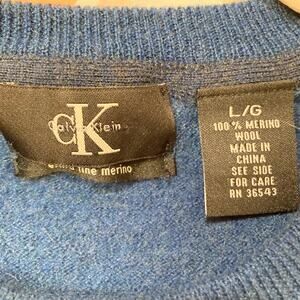 CK
Calvin Klein
extra fine merino
L/G
100% MERINO
WOOL
MADE IN
CHINA
SEE SIDE
FOR CARE
RN 36543